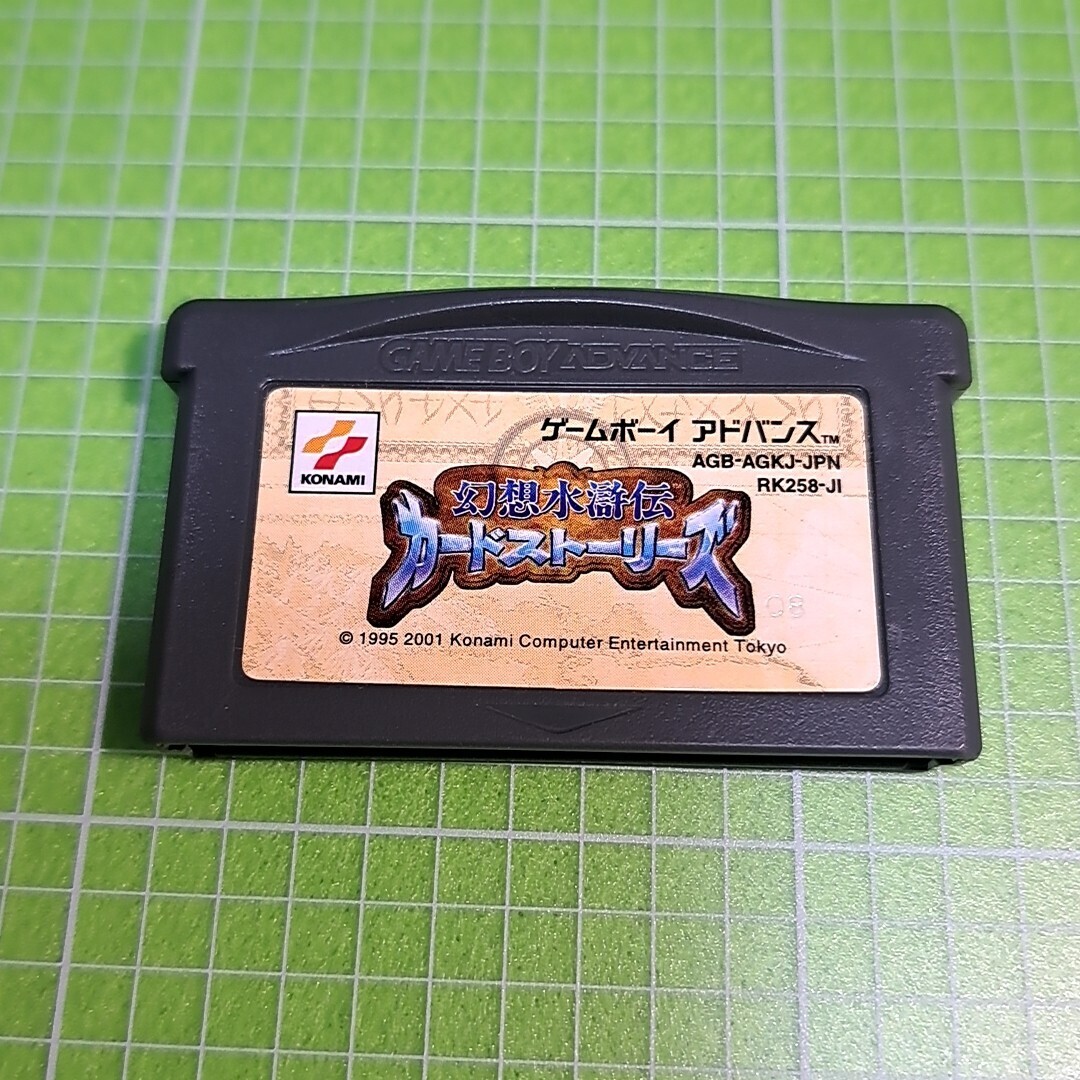 GAME BOY ADVANCE
KONAMI
ゲームボーイ アドバンス™
AGB-AGKJ-JPN
RK258-JI
幻想水滸伝
カードストーリーズ
08
© 1995 2001 Konami Computer Entertainment Tokyo